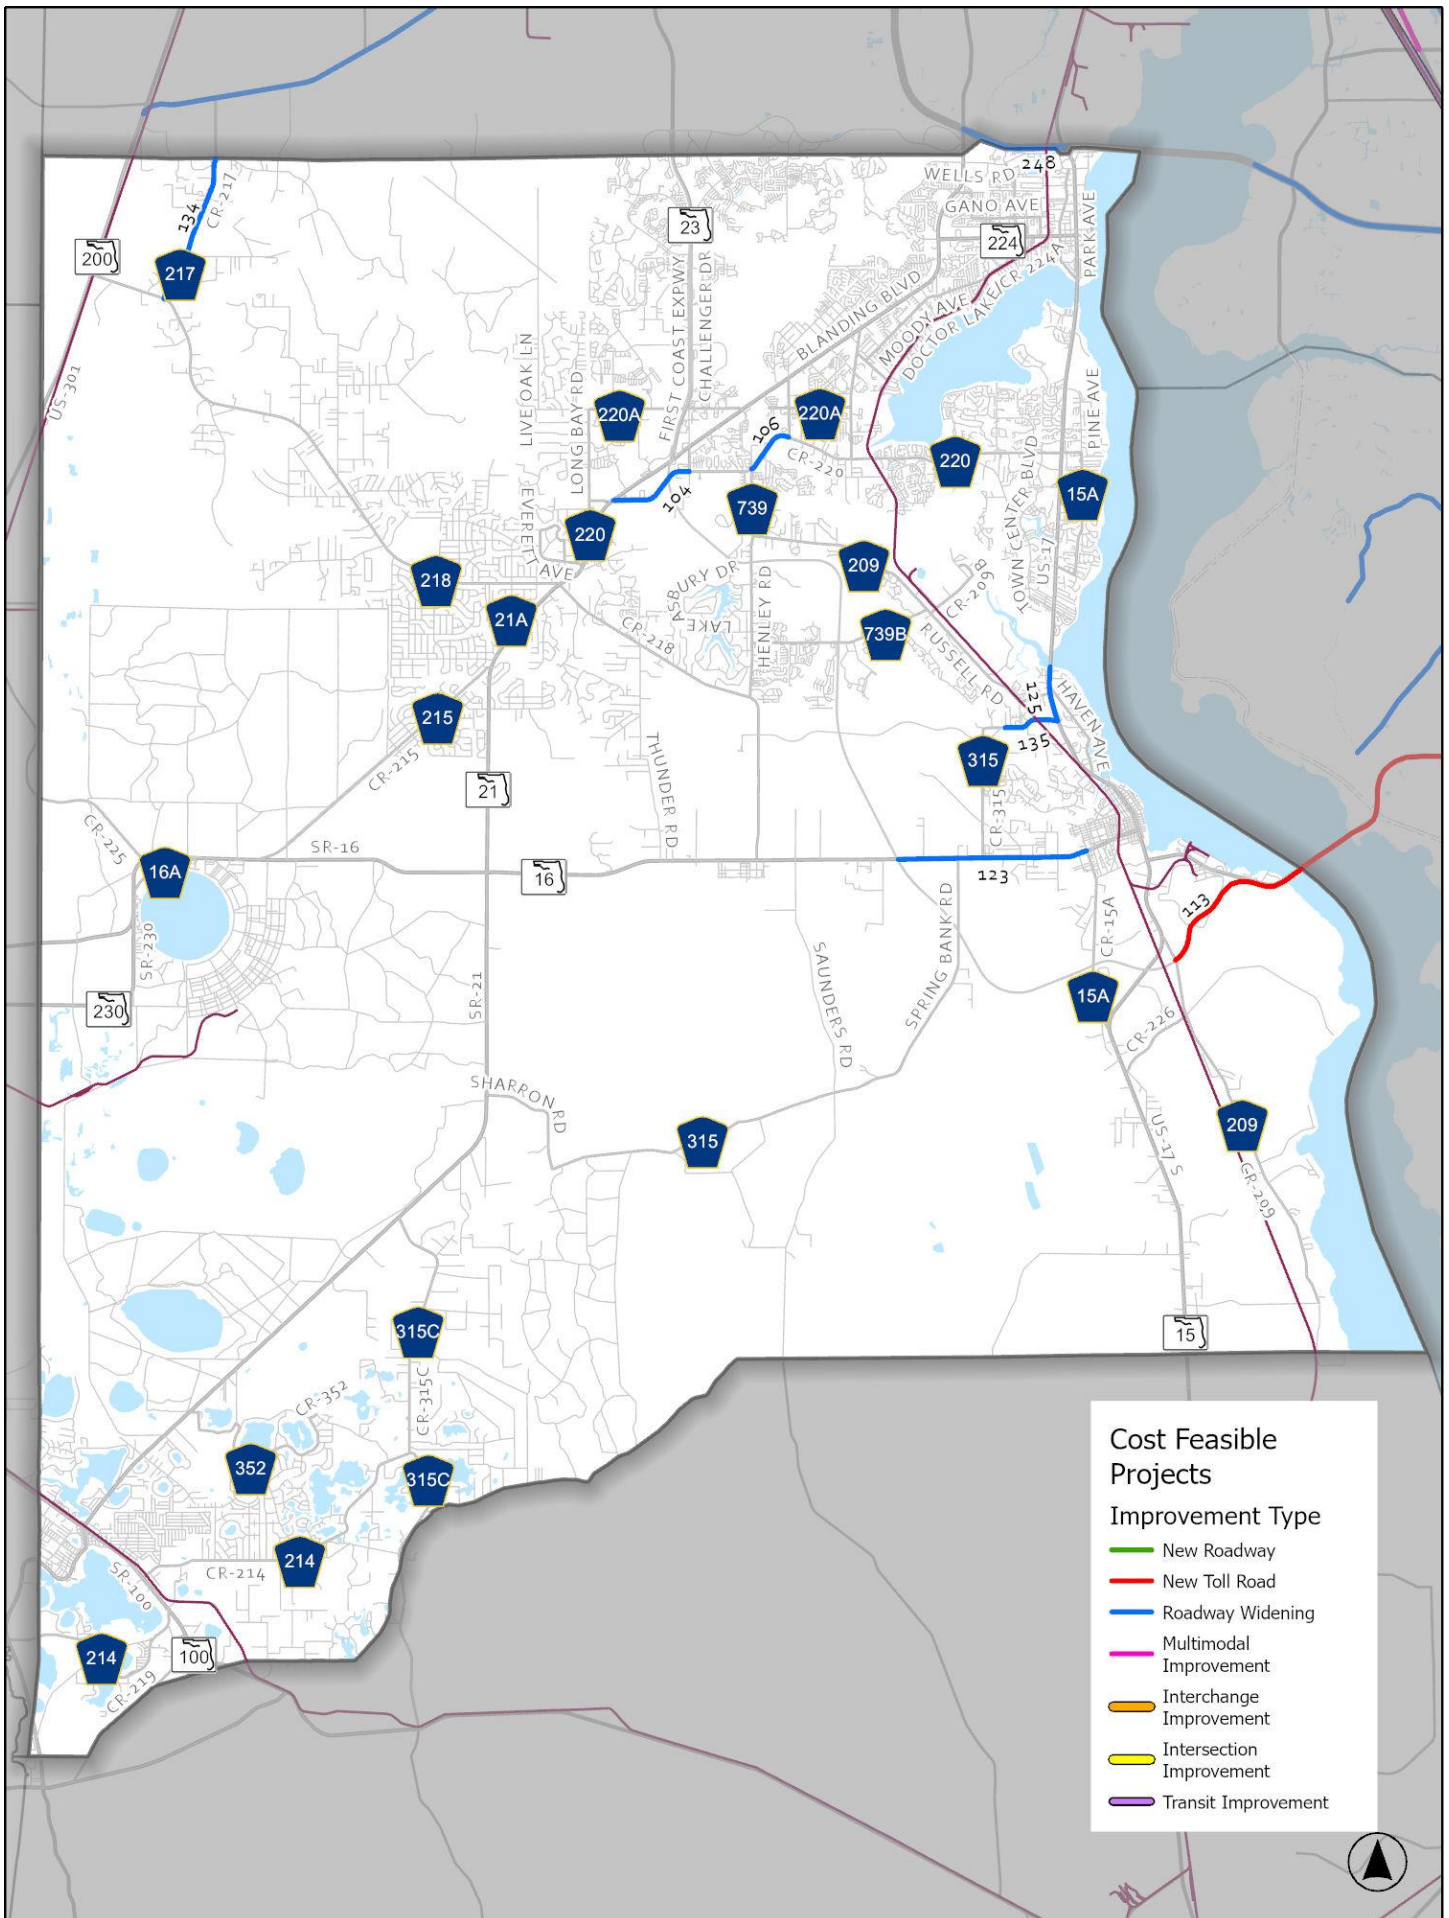 248
WELLS RD
CR-217
134
GANO AVE
PARK AVE
23
224
200
217
FIRST COAST EXPWY
CHALLENGER DR
BLANDING BLVD
MOODY AVE
DOCTOR LAKE/CR 224A
US-301
LIVE OAK LN
LONG BAY RD
220A
220A
PINE AVE
106
CR-220
220
TOWN CENTER BLVD
15A
104
739
EVERETT AVE
220
US-17
209
218
ASBURY DR
LAKE
CR-209B
21A
CR-218
HENLEY RD
739B
RUSSELL RD
215
125
HAVEN AVE
135
CR-215
THUNDER RD
315
21
CR-315
CR-225
SR-16
16A
16
123
SPRING BANK RD
113
CR-15A
SR-230
SAUNDERS RD
SR-21
230
15A
CR-226
SHARRON RD
315
US-17 S
209
CR-209
315C
15
CR-352
CR-315C
352
315C
214
CR-214
SR-100
214
100
CR-219
Cost Feasible
Projects
Improvement Type
New Roadway
New Toll Road
Roadway Widening
Multimodal
Improvement
Interchange
Improvement
Intersection
Improvement
Transit Improvement